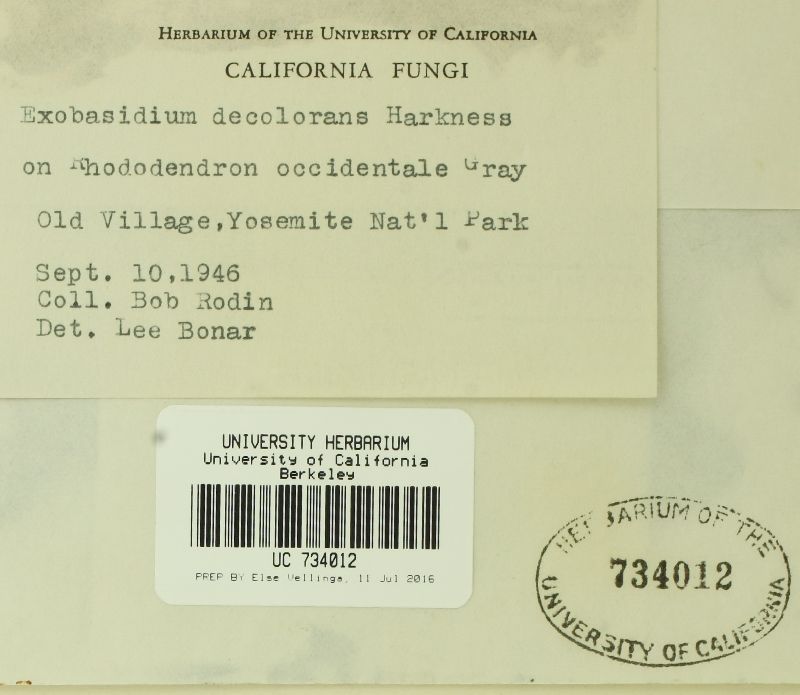 HERBARIUM OF THE UNIVERSITY OF CALIFORNIA
CALIFORNIA FUNGI
Exobasidium decolorans Harkness
on Rhododendron occidentale Gray
Old Village,Yosemite Nat'l Park
Sept. 10,1946
Coll. Bob Rodin
Det. Lee Bonar
UNIVERSITY HERBARIUM
University of California
Berkeley
UC 734012
PREP BY Else Vellinga, 11 Jul 2016
HERBARIUM OF THE
734012
UNIVERSITY OF CALIFORNIA